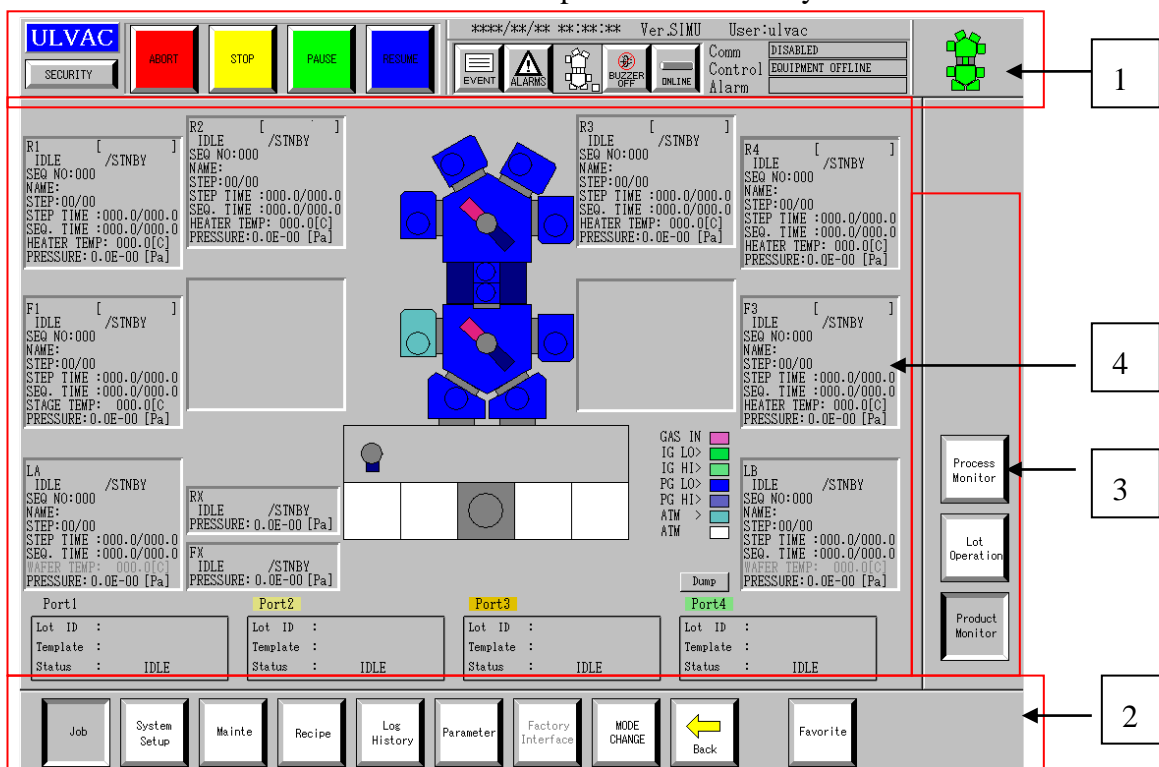 ULVAC
SECURITY
ABORT
STOP
PAUSE
RESUME
****/**/** **:**:** Ver.SIMU User:ulvac
EVENT
ALARMS
BUZZER
OFF
ONLINE
Comm DISABLED
Control EQUIPMENT OFFLINE
Alarm
1
R1 [ ]
IDLE /STNBY
SEQ NO:000
NAME:
STEP:00/00
STEP TIME :000.0/000.0
SEQ. TIME :000.0/000.0
HEATER TEMP: 000.0[C]
PRESSURE:0.0E-00 [Pa]
R2 [ ]
IDLE /STNBY
SEQ NO:000
NAME:
STEP:00/00
STEP TIME :000.0/000.0
SEQ. TIME :000.0/000.0
HEATER TEMP: 000.0[C]
PRESSURE:0.0E-00 [Pa]
R3 [ ]
IDLE /STNBY
SEQ NO:000
NAME:
STEP:00/00
STEP TIME :000.0/000.0
SEQ. TIME :000.0/000.0
HEATER TEMP: 000.0[C]
PRESSURE:0.0E-00 [Pa]
R4 [ ]
IDLE /STNBY
SEQ NO:000
NAME:
STEP:00/00
STEP TIME :000.0/000.0
SEQ. TIME :000.0/000.0
HEATER TEMP: 000.0[C]
PRESSURE:0.0E-00 [Pa]
F1 [ ]
IDLE /STNBY
SEQ NO:000
NAME:
STEP:00/00
STEP TIME :000.0/000.0
SEQ. TIME :000.0/000.0
STAGE TEMP: 000.0[C
PRESSURE:0.0E-00 [Pa]
F3 [ ]
IDLE /STNBY
SEQ NO:000
NAME:
STEP:00/00
STEP TIME :000.0/000.0
SEQ. TIME :000.0/000.0
HEATER TEMP: 000.0[C]
PRESSURE:0.0E-00 [Pa]
4
LA
IDLE /STNBY
SEQ NO:000
NAME:
STEP:00/00
STEP TIME :000.0/000.0
SEQ. TIME :000.0/000.0
WAFER TEMP: 000.0[C]
PRESSURE:0.0E-00 [Pa]
RX
IDLE /STNBY
PRESSURE:0.0E-00 [Pa]
FX
IDLE /STNBY
PRESSURE:0.0E-00 [Pa]
GAS IN
IG LO>
IG HI>
PG LO>
PG HI>
ATM >
ATM
Dump
LB
IDLE /STNBY
SEQ NO:000
NAME:
STEP:00/00
STEP TIME :000.0/000.0
SEQ. TIME :000.0/000.0
WAFER TEMP: 000.0[C]
PRESSURE:0.0E-00 [Pa]
Process
Monitor
3
Lot
Operation
Product
Monitor
Port1
Lot ID :
Template :
Status : IDLE
Port2
Lot ID :
Template :
Status : IDLE
Port3
Lot ID :
Template :
Status : IDLE
Port4
Lot ID :
Template :
Status : IDLE
Job
System
Setup
Mainte
Recipe
Log
History
Parameter
Factory
Interface
MODE
CHANGE
Back
Favorite
2